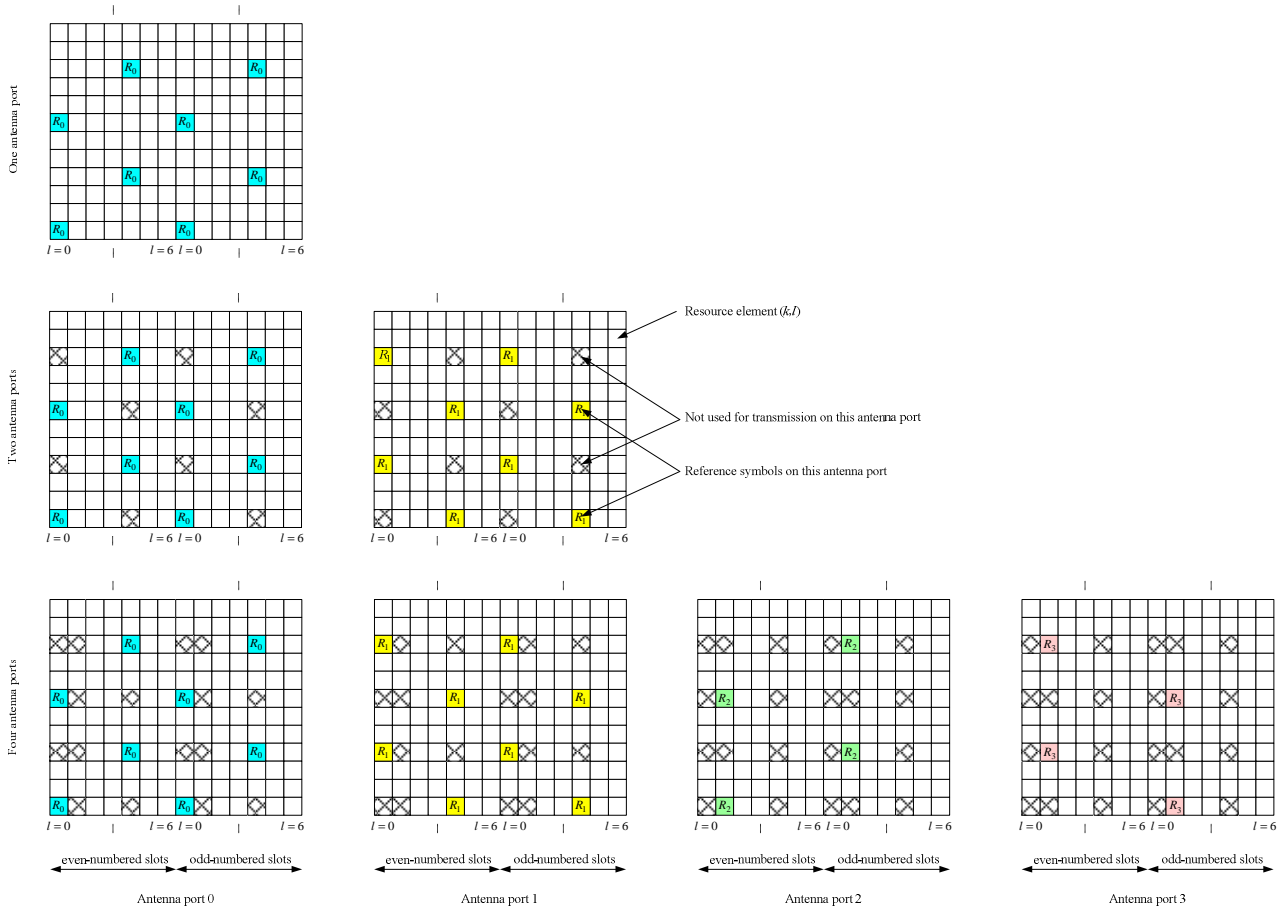 One antenna port
R0 R0
R0 R0
R0 R0
R0 R0
l = 0 l = 6 l = 0 l = 6
Two antenna ports
Resource element (k,l)
R0 R0 R1 R1
R0 R0 R1 R1
Not used for transmission on this antenna port
R0 R0 R1 R1
Reference symbols on this antenna port
R0 R0 R1 R1
l = 0 l = 6 l = 0 l = 6 l = 0 l = 6 l = 0 l = 6
Four antenna ports
R0 R0 R1 R1 R2 R3
R0 R0 R1 R1 R2 R3
R0 R0 R1 R1 R2 R3
R0 R0 R1 R1 R2 R3
l = 0 l = 6 l = 0 l = 6 l = 0 l = 6 l = 0 l = 6 l = 0 l = 6 l = 0 l = 6 l = 0 l = 6 l = 0 l = 6
even-numbered slots odd-numbered slots even-numbered slots odd-numbered slots even-numbered slots odd-numbered slots even-numbered slots odd-numbered slots
Antenna port 0 Antenna port 1 Antenna port 2 Antenna port 3